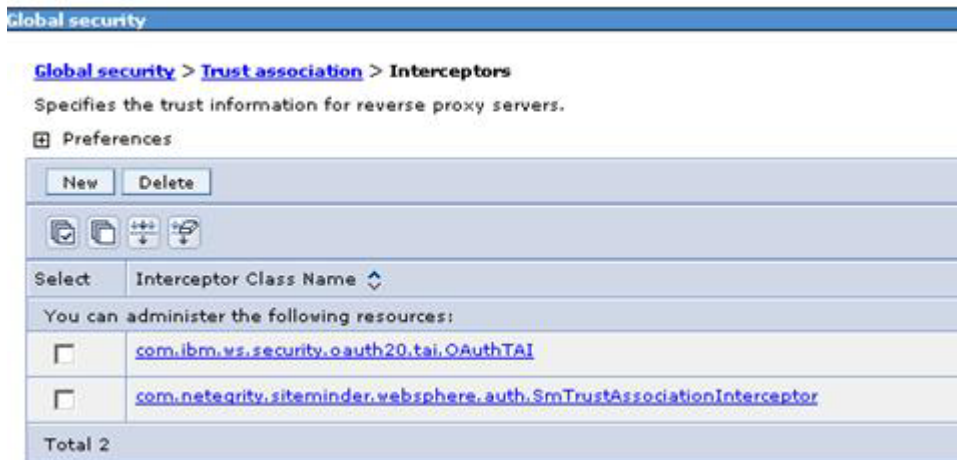 Global security
Global security > Trust association > Interceptors
Specifies the trust information for reverse proxy servers.
Preferences
New Delete
Select Interceptor Class Name
You can administer the following resources:
com.ibm.ws.security.oauth20.tai.OAuthTAI
com.netegrity.siteminder.websphere.auth.SmTrustAssociationInterceptor
Total 2